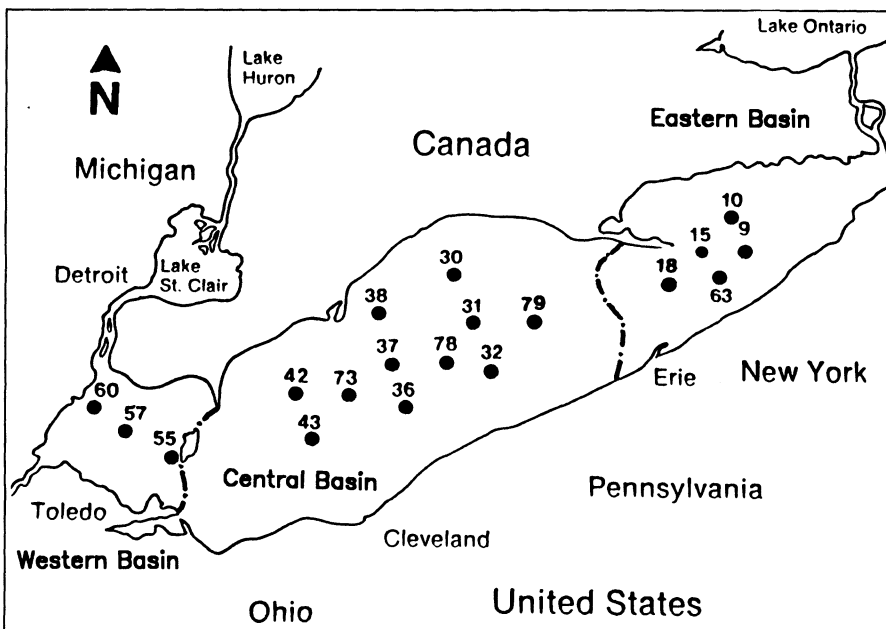 Lake Ontario
Lake
Huron
N
Eastern Basin
Canada
Michigan
10
15
9
30
Detroit
Lake
St. Clair
18
63
38
31
79
37
78
32
Erie
New York
42
73
36
60
57
43
55
Central Basin
Pennsylvania
Toledo
Cleveland
Western Basin
Ohio
United States